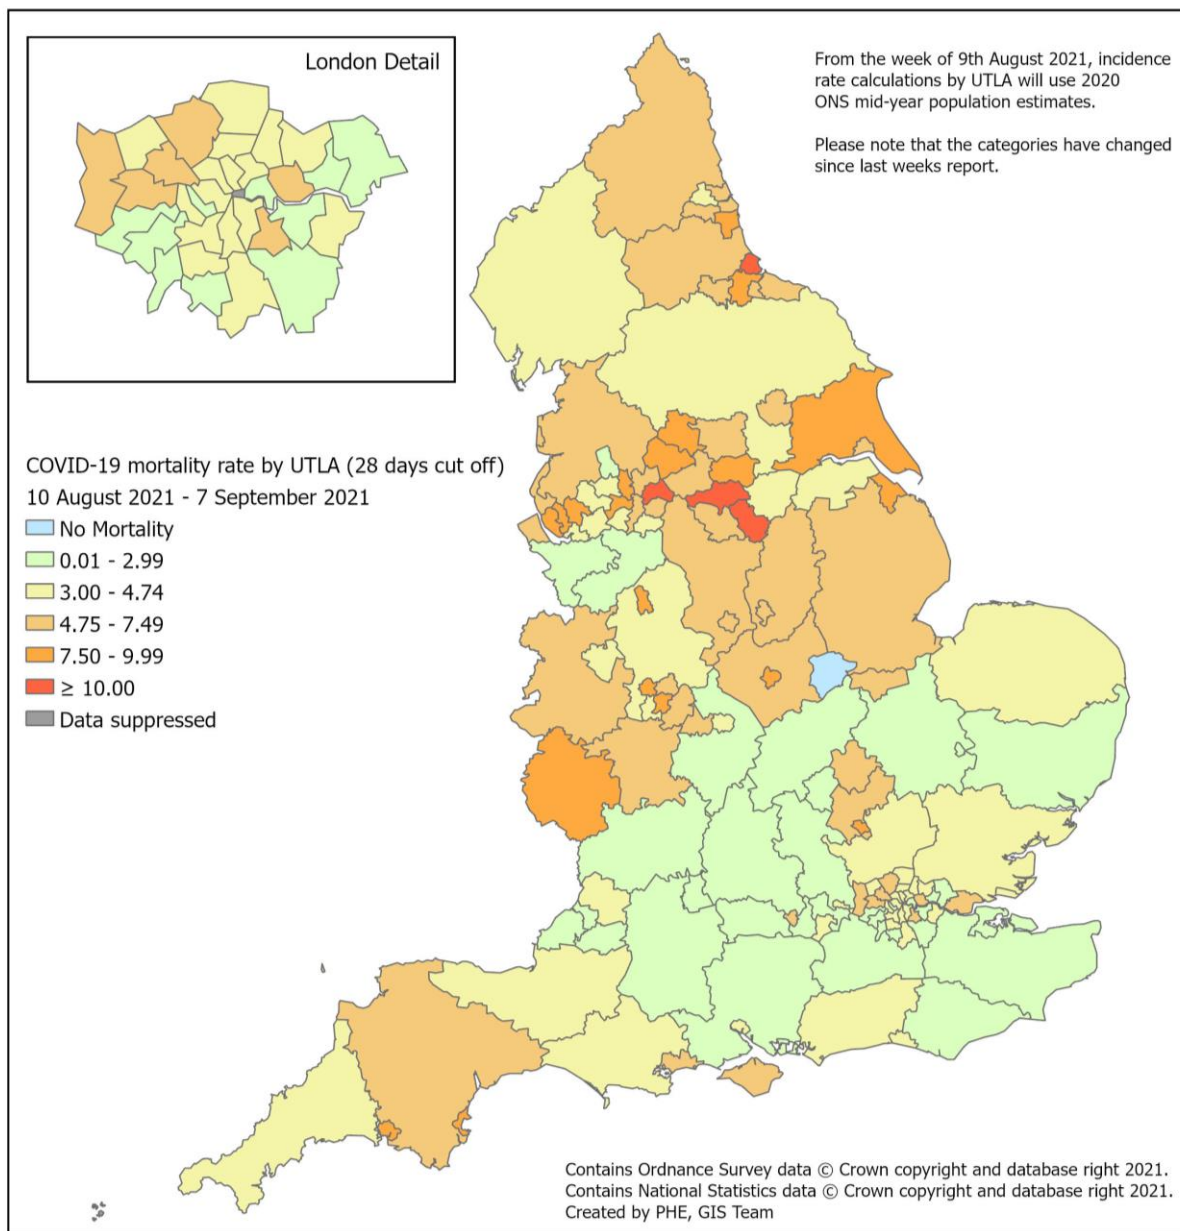 London Detail
From the week of 9th August 2021, incidence
rate calculations by UTLA will use 2020
ONS mid-year population estimates.
Please note that the categories have changed
since last weeks report.
COVID-19 mortality rate by UTLA (28 days cut off)
10 August 2021 - 7 September 2021
No Mortality
0.01 - 2.99
3.00 - 4.74
4.75 - 7.49
7.50 - 9.99
≥ 10.00
Data suppressed
Contains Ordnance Survey data © Crown copyright and database right 2021.
Contains National Statistics data © Crown copyright and database right 2021.
Created by PHE, GIS Team